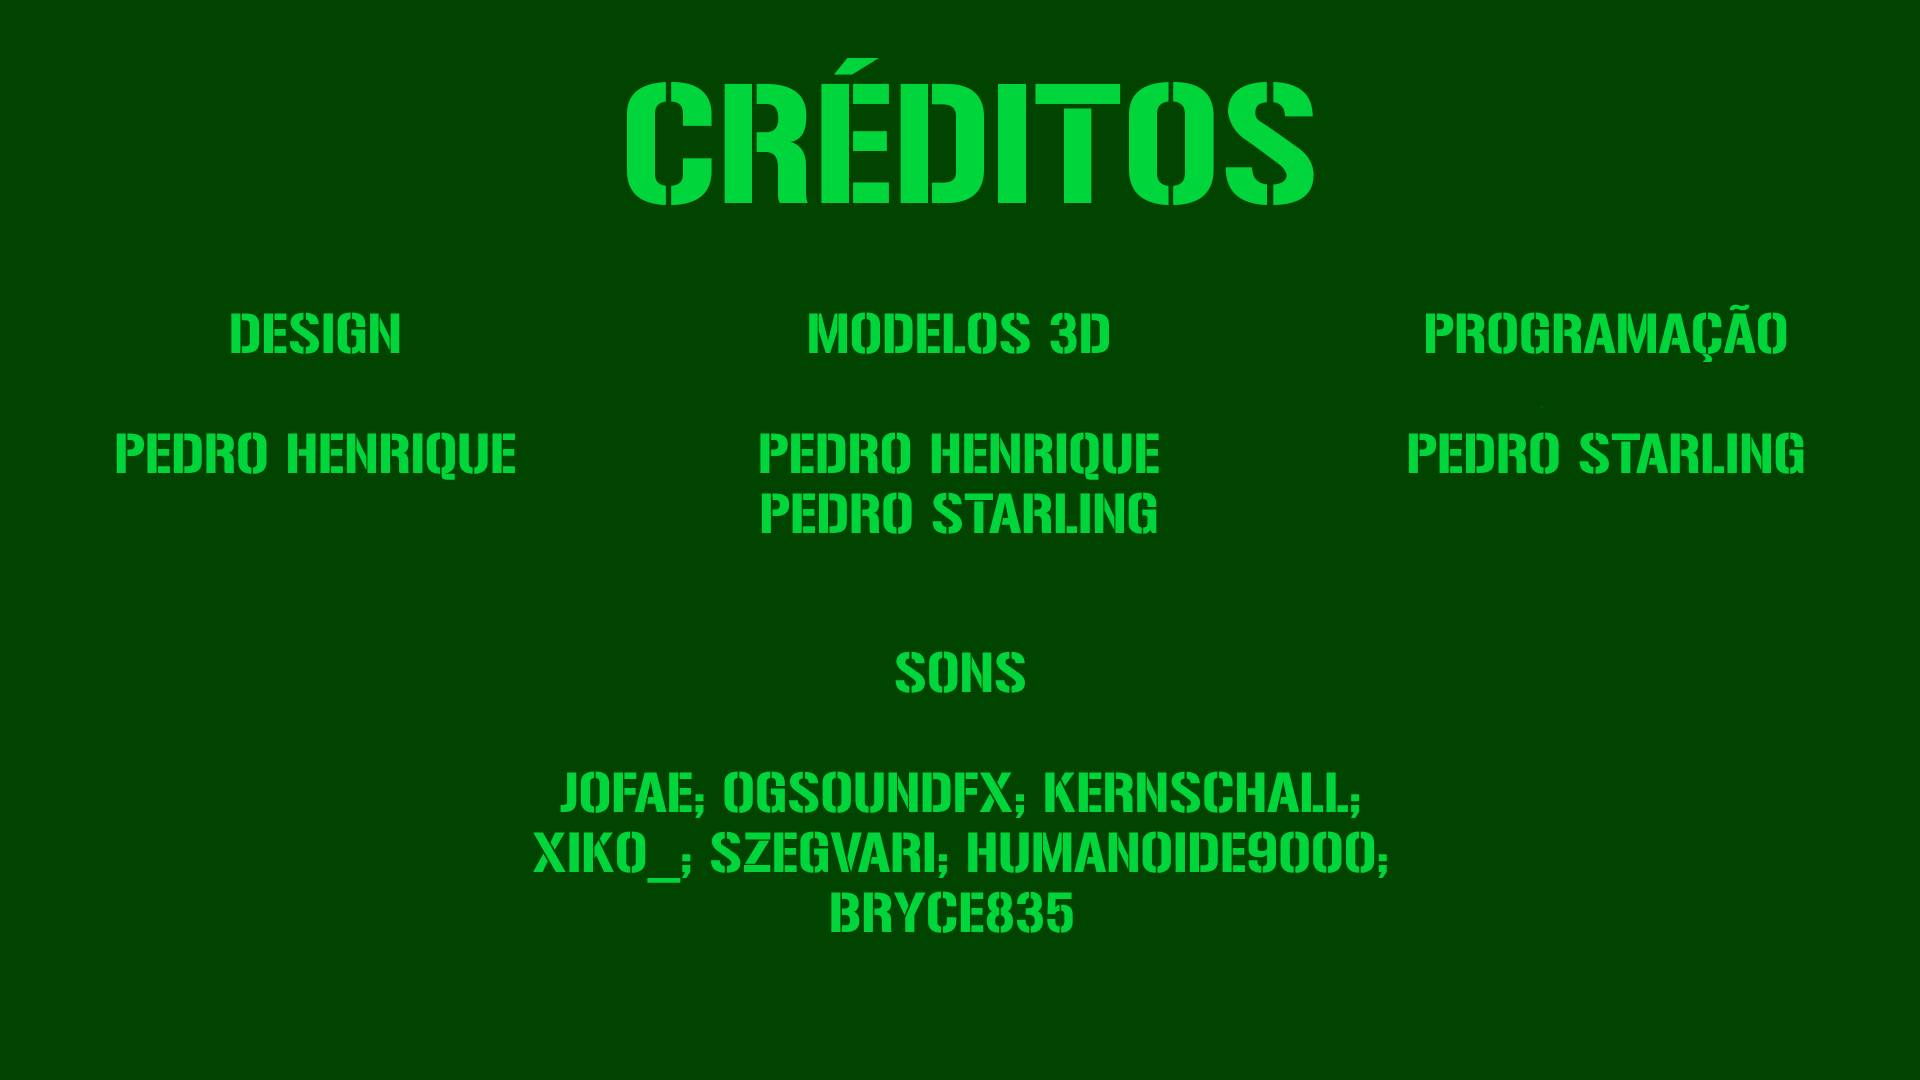 CRÉDITOS
DESIGN
PEDRO HENRIQUE
MODELOS 3D
PEDRO HENRIQUE
PEDRO STARLING
PROGRAMAÇÃO
PEDRO STARLING
SONS
JOFAE; OGSOUNDFX; KERNSCHALL;
XIKO_; SZEGVARI; HUMANOIDE9000;
BRYCE835